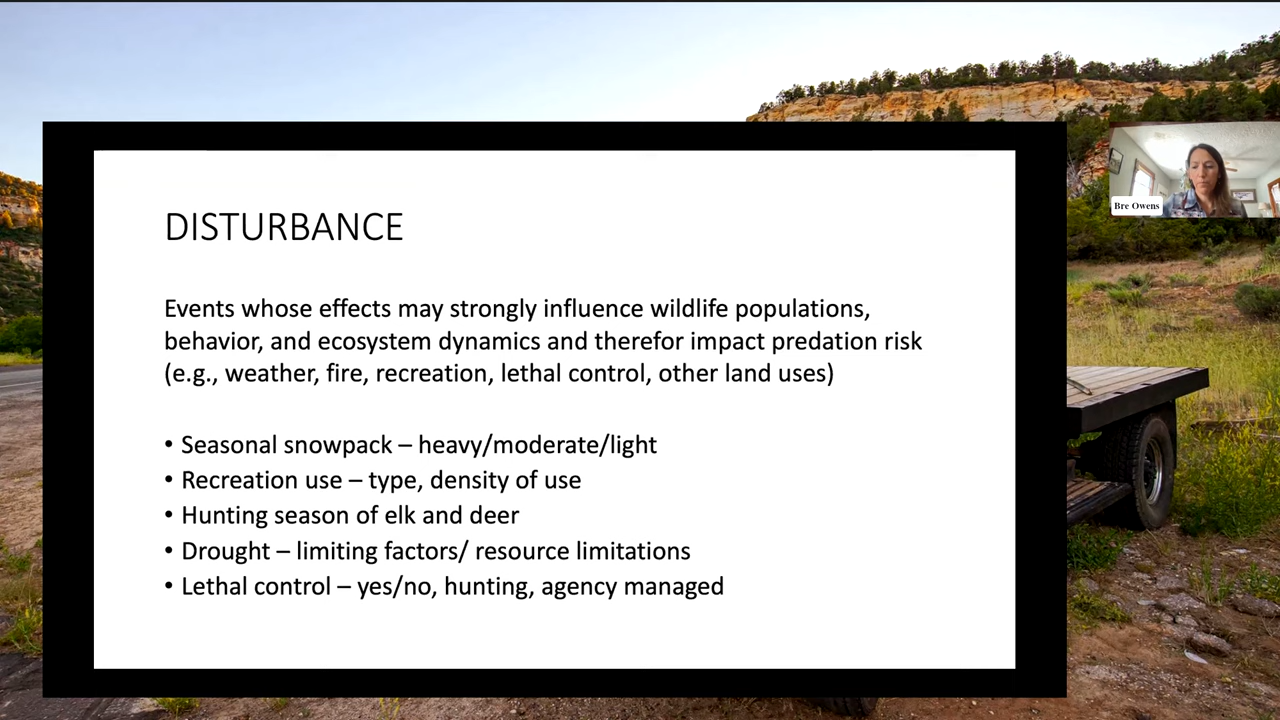 DISTURBANCE
Events whose effects may strongly influence wildlife populations,
behavior, and ecosystem dynamics and therefor impact predation risk
(e.g., weather, fire, recreation, lethal control, other land uses)
• Seasonal snowpack – heavy/moderate/light
• Recreation use – type, density of use
• Hunting season of elk and deer
• Drought – limiting factors/ resource limitations
• Lethal control – yes/no, hunting, agency managed
Bre Owens